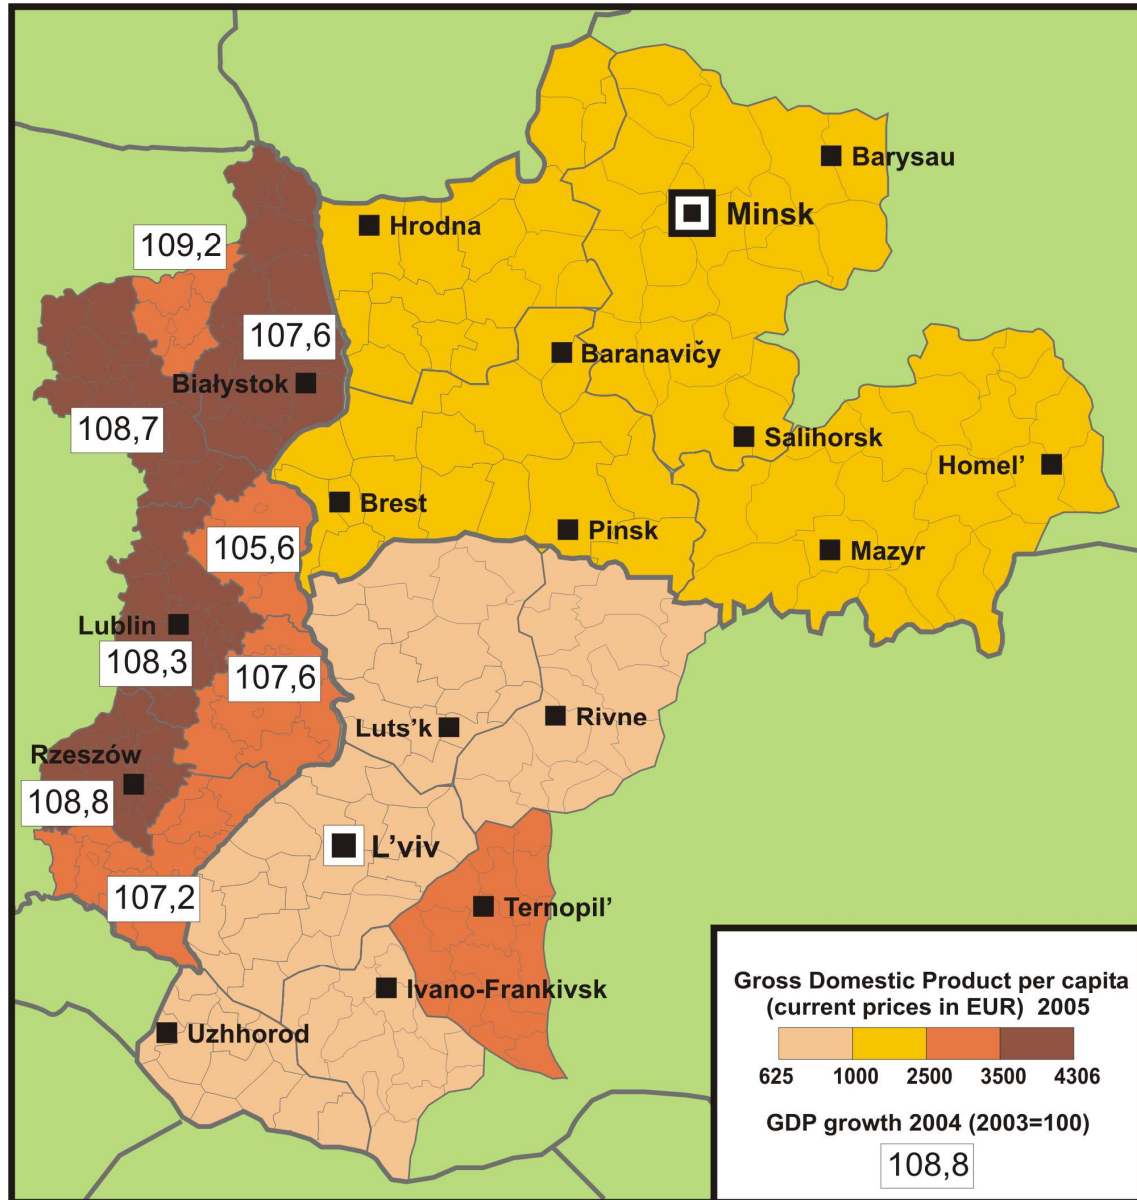 Barysau
Minsk
Hrodna
109,2
107,6
Baranavičy
Białystok
108,7
Salihorsk
Homel’
Brest
Pinsk
105,6
Mazyr
Lublin
108,3
107,6
Luts’k
Rivne
Rzeszów
108,8
L’viv
107,2
Ternopil’
Ivano-Frankivsk
Uzhhorod
Gross Domestic Product per capita
(current prices in EUR) 2005
625 1000 2500 3500 4306
GDP growth 2004 (2003=100)
108,8